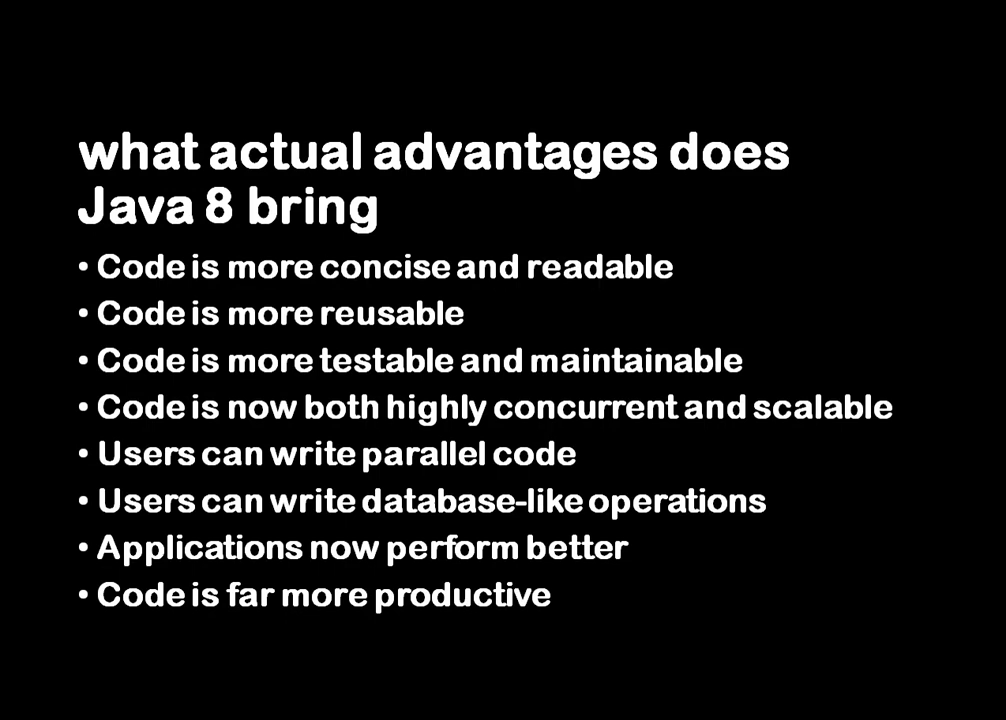 what actual advantages does
Java 8 bring
• Code is more concise and readable
• Code is more reusable
• Code is more testable and maintainable
• Code is now both highly concurrent and scalable
• Users can write parallel code
• Users can write database-like operations
• Applications now perform better
• Code is far more productive